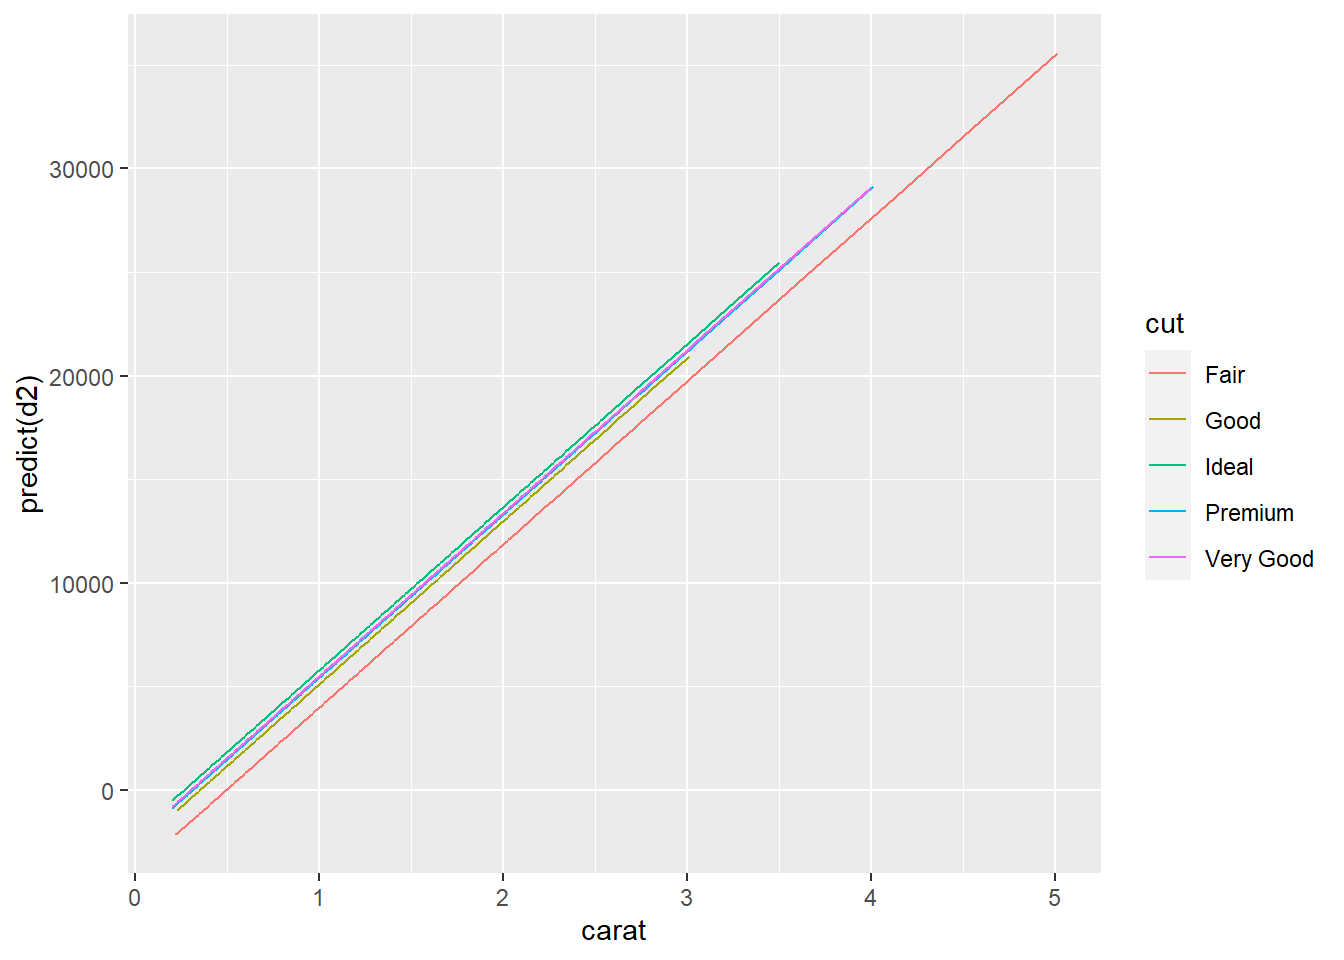 30000
20000
10000
0
predict(d2)
0 1 2 3 4 5
carat
cut
Fair
Good
Ideal
Premium
Very Good